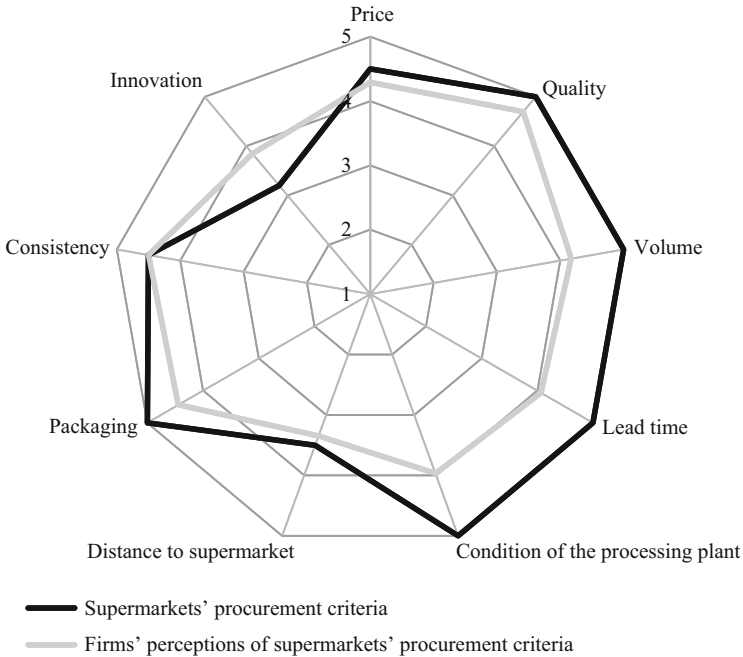 Price
5
Innovation
Quality
4
3
Consistency
2
Volume
1
Packaging
Lead time
Distance to supermarket
Condition of the processing plant
Supermarkets’ procurement criteria
Firms’ perceptions of supermarkets’ procurement criteria